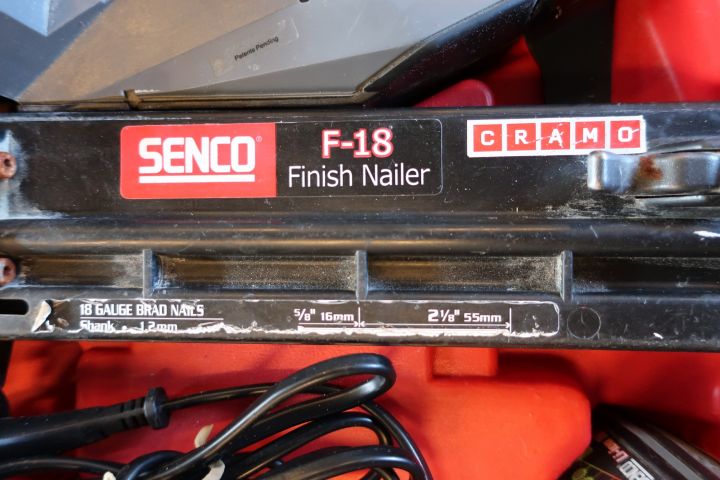 Patents Pending
SENCO®
F-18
Finish Nailer
CRAMO
18 GAUGE BRAD NAILS
Shank • 1.2mm
5/8" 16mm
2 1/8" 55mm